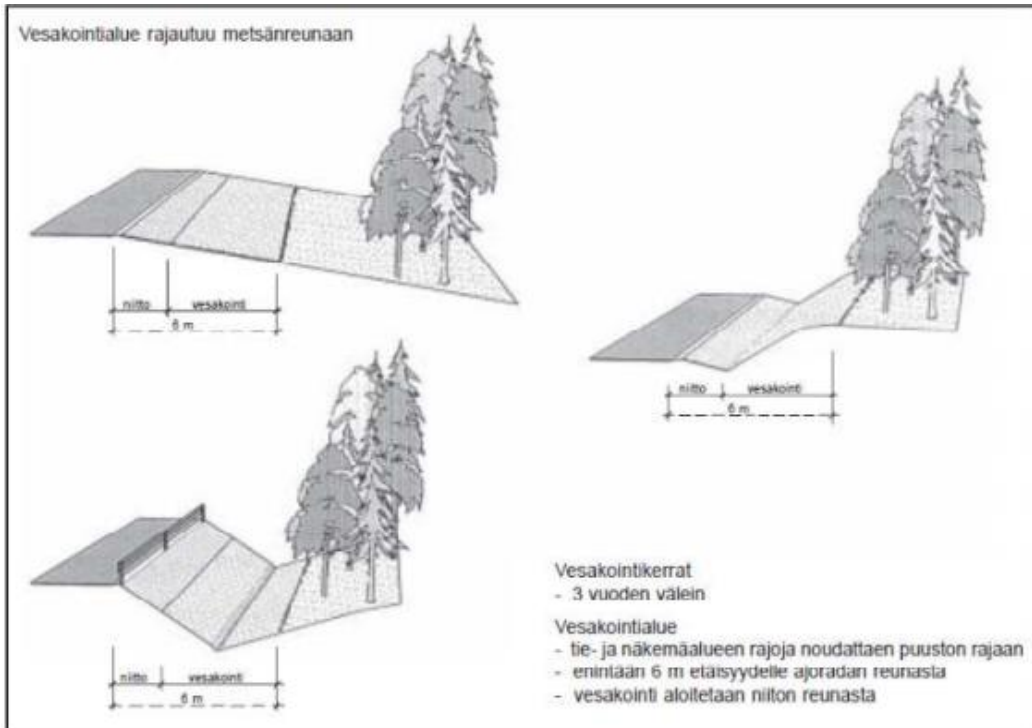 Vesakointialue rajautuu metsänreunaan
niitto vesakointi
6 m
niitto vesakointi
6 m
niitto vesakointi
6 m
Vesakointikerrat
- 3 vuoden välein
Vesakointialue
- tie- ja näkemäalueen rajoja noudattaen puuston rajaan
- enintään 6 m etäisyydelle ajoradan reunasta
- vesakointi aloitetaan niiton reunasta